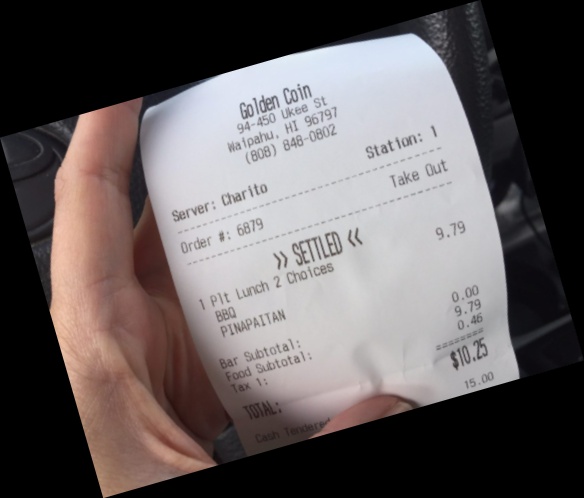 Golden Coin
94-450 Ukee St
Waipahu, HI 96797
(808) 848-0802
Server: Charito Station: 1
Order #: 6879 Take Out
>> SETTLED <<
1 Plt Lunch 2 Choices 9.79
BBQ
PINAPAITAN
Bar Subtotal: 0.00
Food Subtotal: 9.79
Tax 1: 0.46
========
TOTAL: $10.25
Cash Tendered 15.00